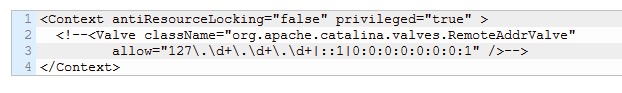 1 <Context antiResourceLocking="false" privileged="true" >
2 <!--<Valve className="org.apache.catalina.valves.RemoteAddrValve"
3 allow="127\.\d+\.\d+\.\d+|::1|0:0:0:0:0:0:0:1" />-->
4 </Context>